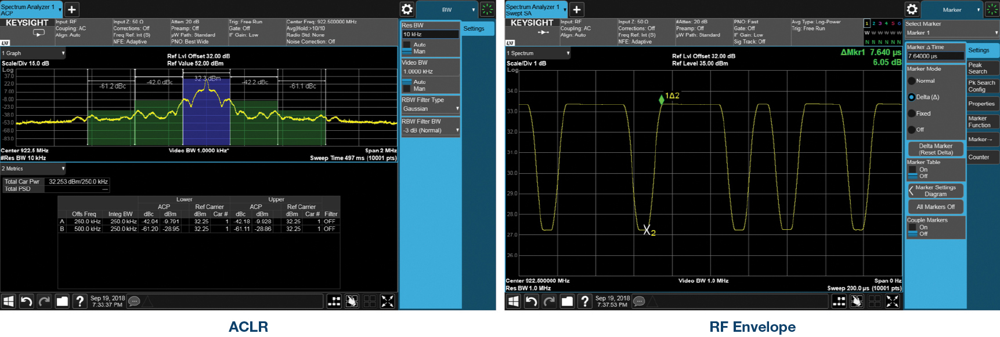 Spectrum Analyzer 1
ACP
KEYSIGHT
LXI
Input: RF
Coupling: AC
Align: Auto
Input Z: 50 Ω
Corrections: Off
Freq Ref: Int (S)
NFE: Adaptive
Atten: 20 dB
Preamp: Off
µW Path: Standard
PNO: Best Wide
Trig: Free Run
Gate: Off
IF Gain: Low
Center Freq: 922.500000 MHz
Avg|Hold:>10/10
Radio Std: None
Noise Correction: Off
1 Graph
Scale/Div 15.0 dB
Ref Lvl Offset 32.00 dB
Ref Value 52.00 dBm
Log
37.0
22.0
7.00
-8.00
-23.0
-38.0
-53.0
-68.0
-83.0
-61.2 dBc
-42.0 dBc
32.3 dBm
-42.2 dBc
-61.1 dBc
Center 922.5 MHz
#Res BW 10 kHz
Video BW 1.0000 kHz*
Span 2 MHz
Sweep Time 497 ms (10001 pts)
2 Metrics
Total Car Pwr 32.253 dBm/250.0 kHz
Total PSD ---
Lower Upper
ACP Ref Carrier ACP Ref Carrier
Offs Freq Integ BW dBc dBm dBm Car # dBc dBm dBm Car # Filter
A 250.0 kHz 250.0 kHz -42.04 -9.791 32.25 1 -42.18 -9.928 32.25 1 OFF
B 500.0 kHz 250.0 kHz -61.20 -28.95 32.25 1 -61.11 -28.86 32.25 1 OFF
Sep 19, 2018
7:33:37 PM
BW
Settings
Res BW
10 kHz
Auto
Man
Video BW
1.0000 kHz
Auto
Man
RBW Filter Type
Gaussian
RBW Filter BW
-3 dB (Normal)
ACLR
Spectrum Analyzer 1
Swept SA
KEYSIGHT
LXI
Input: RF
Coupling: AC
Align: Auto
Input Z: 50 Ω
Corrections: Off
Freq Ref: Int (S)
NFE: Adaptive
#Atten: 20 dB
Preamp: Off
µW Path: Standard
PNO: Fast
Gate: Off
IF Gain: Low
Sig Track: Off
Avg Type: Log-Power
Trig: Free Run
1 2 3 4 5 6
W W W W W W
N N N N N N
1 Spectrum
Scale/Div 1 dB
Ref Lvl Offset 32.00 dB
Ref Level 35.00 dBm
ΔMkr1 7.640 µs
6.05 dB
Log
34.0
33.0
32.0
31.0
30.0
29.0
28.0
27.0
26.0
1Δ2
2
Center 922.500000 MHz
Res BW 1.0 MHz
Video BW 1.0 MHz
Span 0 Hz
Sweep 200.0 µs (10001 pts)
Sep 19, 2018
7:37:53 PM
Marker
Select Marker
Marker 1
Marker Δ Time
7.64000 µs
Marker Mode
Normal
Delta (Δ)
Fixed
Off
Delta Marker
(Reset Delta)
Marker Table
On
Off
Marker Settings
Diagram
All Markers Off
Couple Markers
On
Off
Settings
Peak
Search
Pk Search
Config
Properties
Marker
Function
Marker→
Counter
RF Envelope